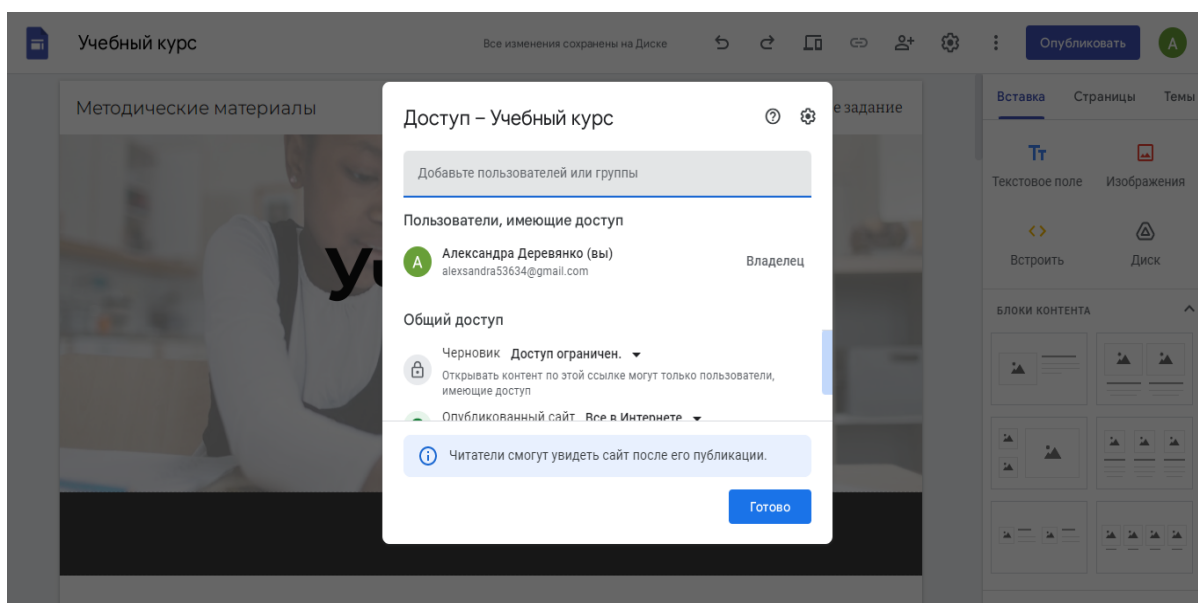 Учебный курс
Все изменения сохранены на Диске
Опубликовать
A
Методические материалы
е задание
Вставка Страницы Темы
Tт
Текстовое поле Изображения
Встроить Диск
БЛОКИ КОНТЕНТА
Доступ – Учебный курс
Добавьте пользователей или группы
Пользователи, имеющие доступ
A
Александра Деревянко (вы)
alexsandra53634@gmail.com
Владелец
Общий доступ
Черновик Доступ ограничен.
Открывать контент по этой ссылке могут только пользователи,
имеющие доступ
Опубликованный сайт Все в Интернете
Читатели смогут увидеть сайт после его публикации.
Готово